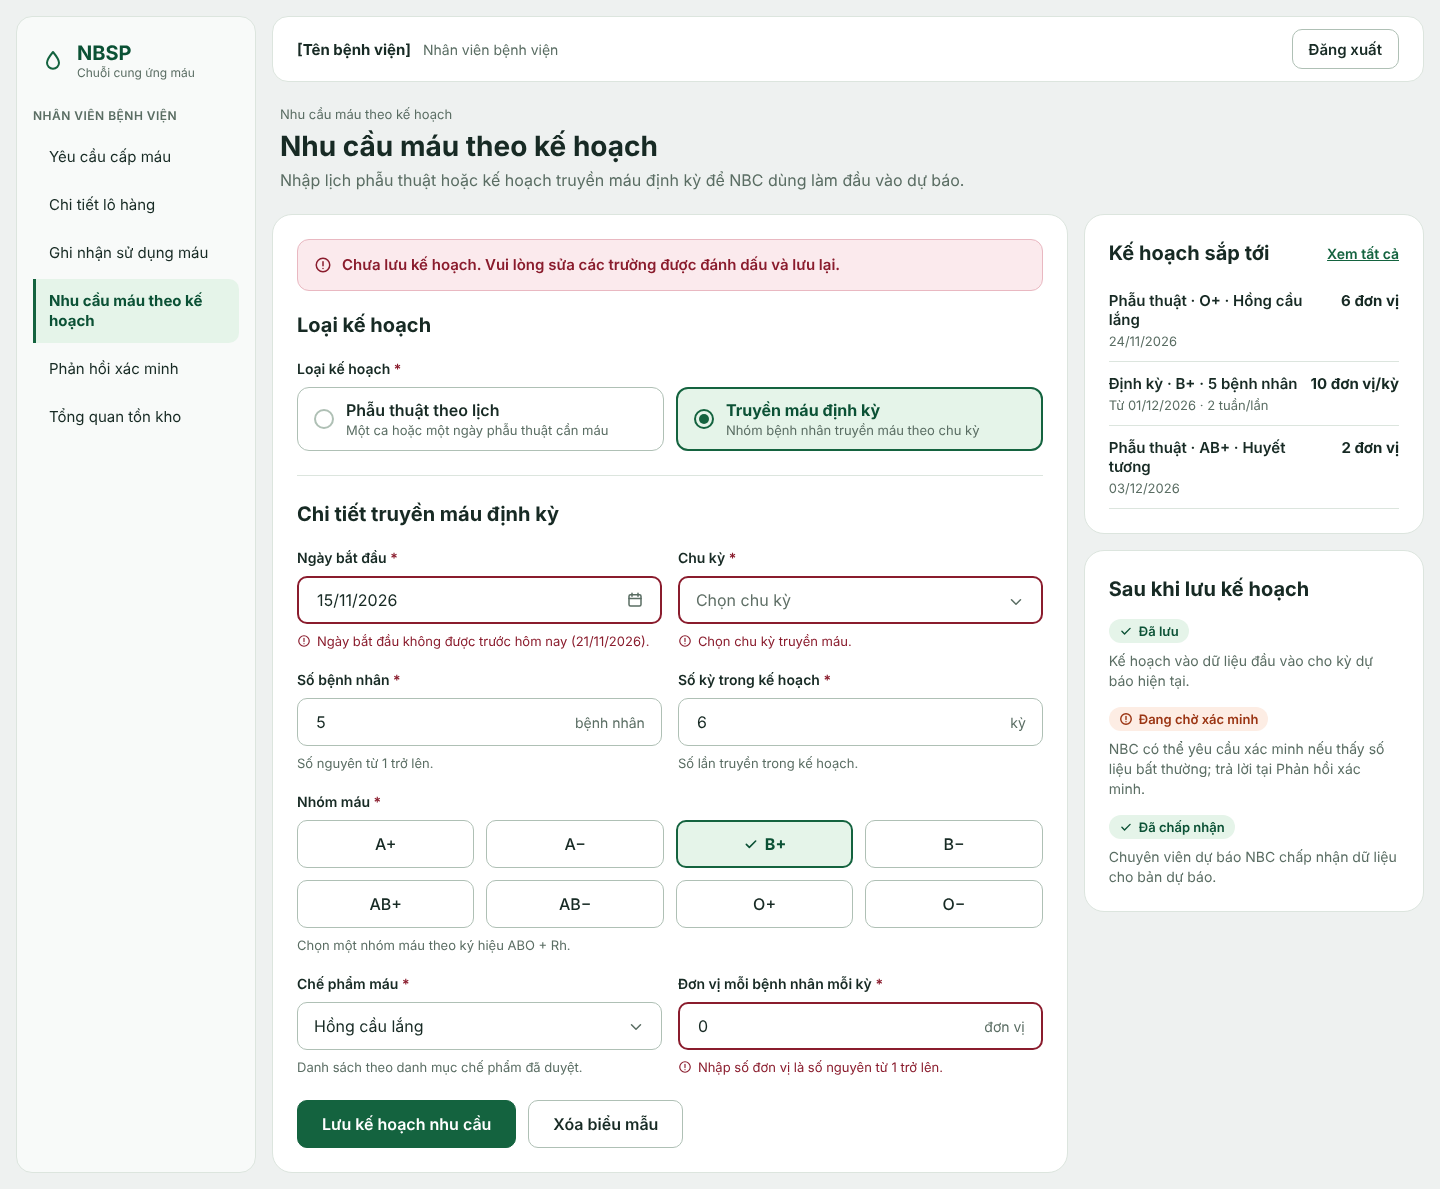 NBSP
Chuỗi cung ứng máu
NHÂN VIÊN BỆNH VIỆN
Yêu cầu cấp máu
Chi tiết lô hàng
Ghi nhận sử dụng máu
Nhu cầu máu theo kế
hoạch
Phản hồi xác minh
Tổng quan tồn kho
[Tên bệnh viện] Nhân viên bệnh viện
Đăng xuất
Nhu cầu máu theo kế hoạch
Nhu cầu máu theo kế hoạch
Nhập lịch phẫu thuật hoặc kế hoạch truyền máu định kỳ để NBC dùng làm đầu vào dự báo.
Chưa lưu kế hoạch. Vui lòng sửa các trường được đánh dấu và lưu lại.
Loại kế hoạch
Loại kế hoạch *
Phẫu thuật theo lịch
Một ca hoặc một ngày phẫu thuật cần máu
Truyền máu định kỳ
Nhóm bệnh nhân truyền máu theo chu kỳ
Chi tiết truyền máu định kỳ
Ngày bắt đầu *
15/11/2026
Ngày bắt đầu không được trước hôm nay (21/11/2026).
Chu kỳ *
Chọn chu kỳ
Chọn chu kỳ truyền máu.
Số bệnh nhân *
5 bệnh nhân
Số nguyên từ 1 trở lên.
Số kỳ trong kế hoạch *
6 kỳ
Số lần truyền trong kế hoạch.
Nhóm máu *
A+
A−
B+
B−
AB+
AB−
O+
O−
Chọn một nhóm máu theo ký hiệu ABO + Rh.
Chế phẩm máu *
Hồng cầu lắng
Danh sách theo danh mục chế phẩm đã duyệt.
Đơn vị mỗi bệnh nhân mỗi kỳ *
0 đơn vị
Nhập số đơn vị là số nguyên từ 1 trở lên.
Lưu kế hoạch nhu cầu
Xóa biểu mẫu
Kế hoạch sắp tới
Xem tất cả
Phẫu thuật · O+ · Hồng cầu
lắng
6 đơn vị
24/11/2026
Định kỳ · B+ · 5 bệnh nhân
10 đơn vị/kỳ
Từ 01/12/2026 · 2 tuần/lần
Phẫu thuật · AB+ · Huyết
tương
2 đơn vị
03/12/2026
Sau khi lưu kế hoạch
Đã lưu
Kế hoạch vào dữ liệu đầu vào cho kỳ dự
báo hiện tại.
Đang chờ xác minh
NBC có thể yêu cầu xác minh nếu thấy số
liệu bất thường; trả lời tại Phản hồi xác
minh.
Đã chấp nhận
Chuyên viên dự báo NBC chấp nhận dữ liệu
cho bản dự báo.